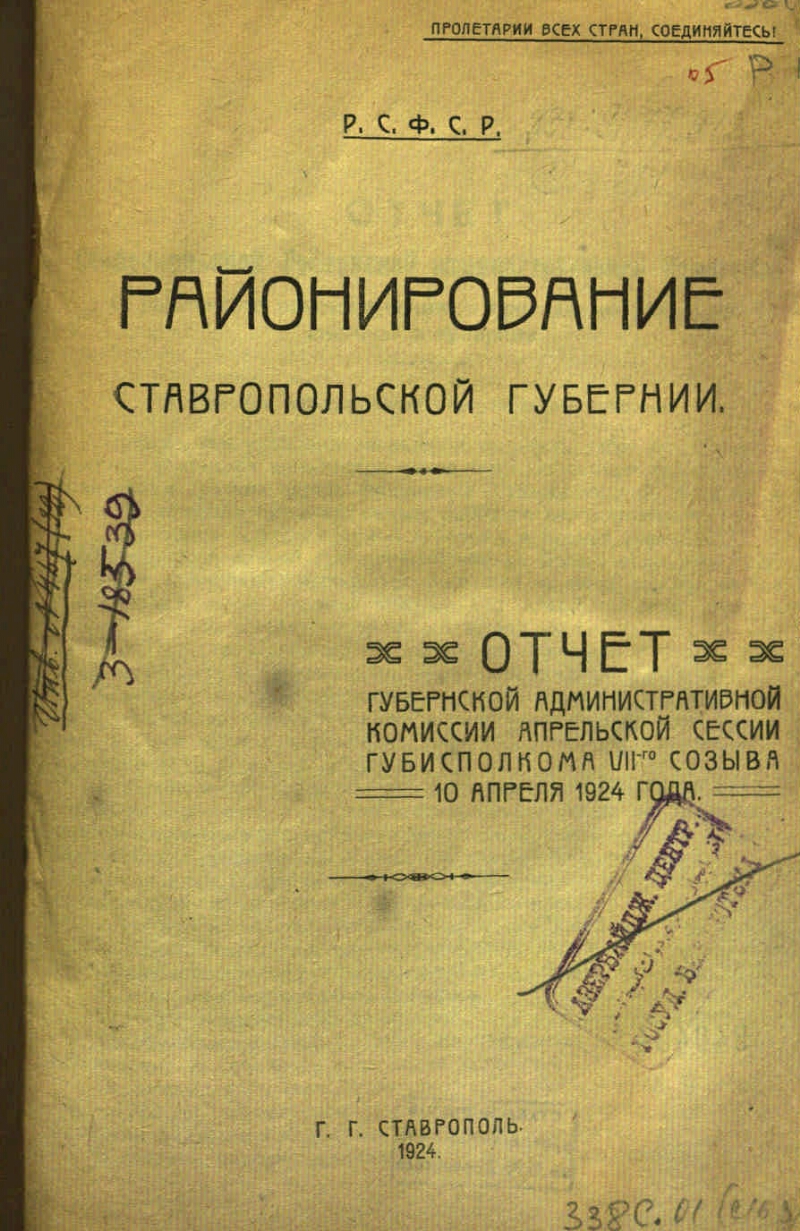 ПРОЛЕТАРИИ ВСЕХ СТРАН, СОЕДИНЯЙТЕСЬ!
Р. С. Ф. С. Р.
РАЙОНИРОВАНИЕ
СТАВРОПОЛЬСКОЙ ГУБЕРНИИ.
ОТЧЕТ
ГУБЕРНСКОЙ АДМИНИСТРАТИВНОЙ
КОМИССИИ АПРЕЛЬСКОЙ СЕССИИ
ГУБИСПОЛКОМА VII-го СОЗЫВА
10 АПРЕЛЯ 1924 ГОДА.
Г. Г. СТАВРОПОЛЬ.
1924.